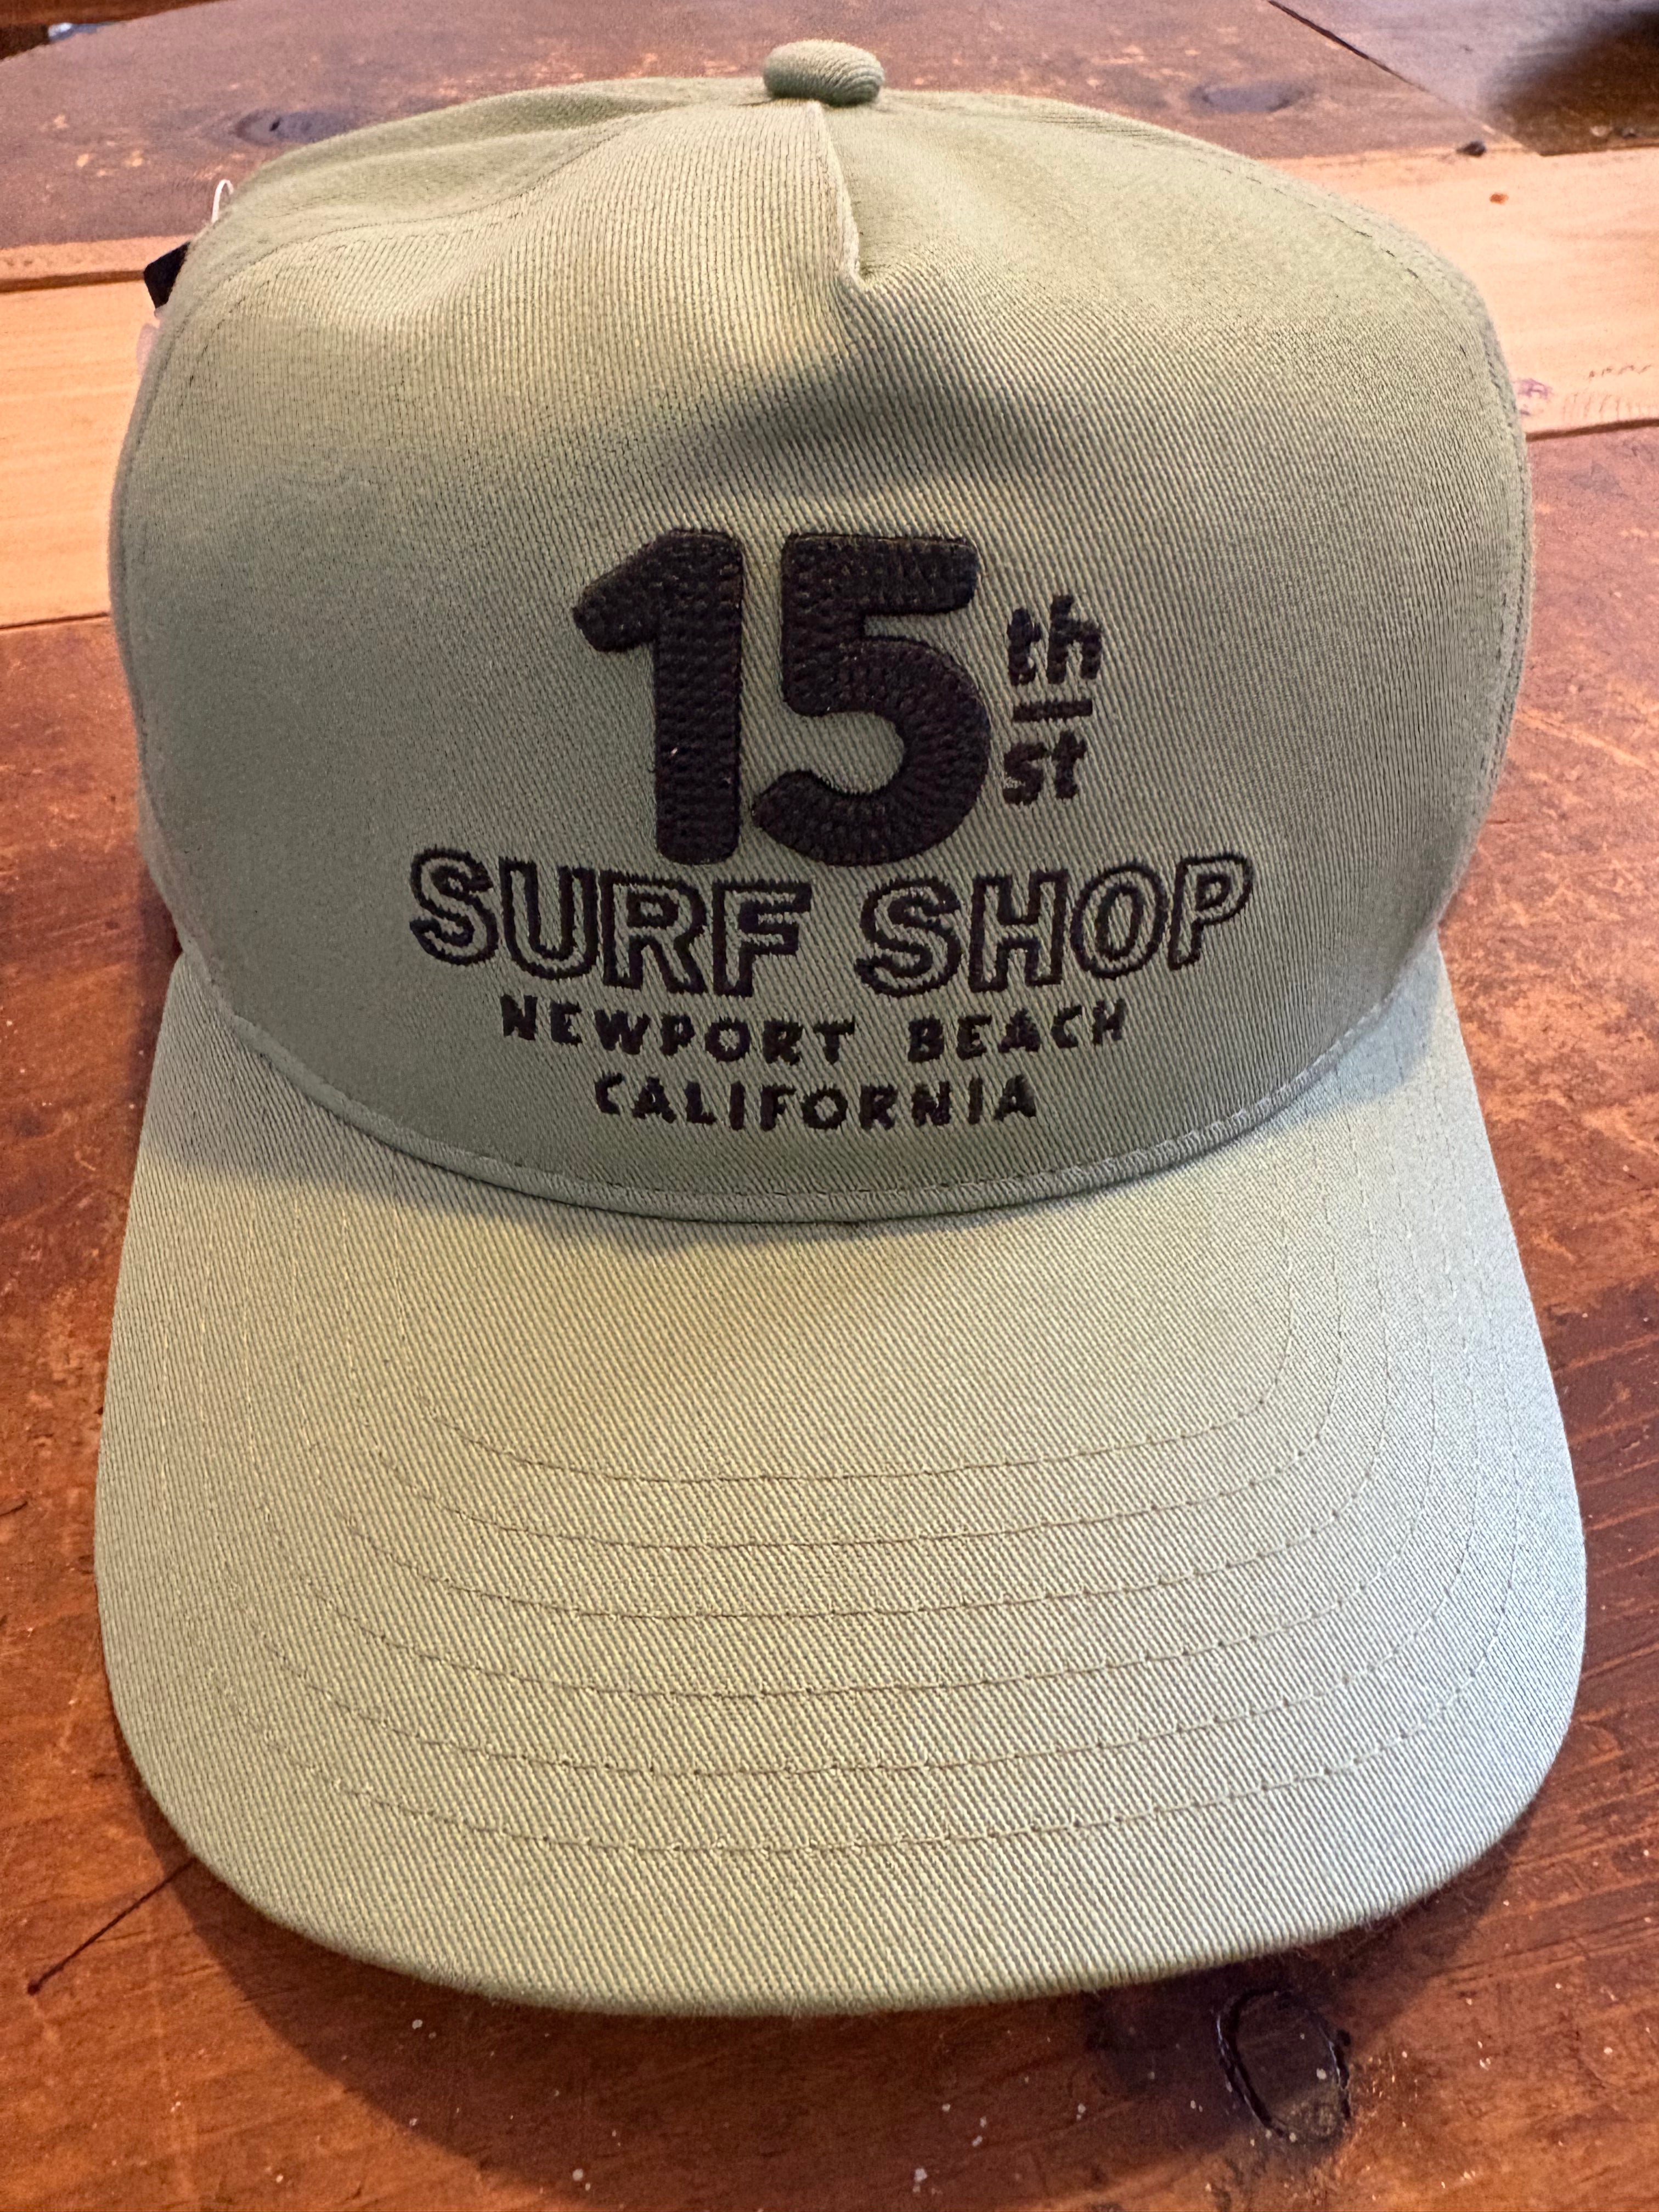 15th
st
SURF SHOP
NEWPORT BEACH
CALIFORNIA